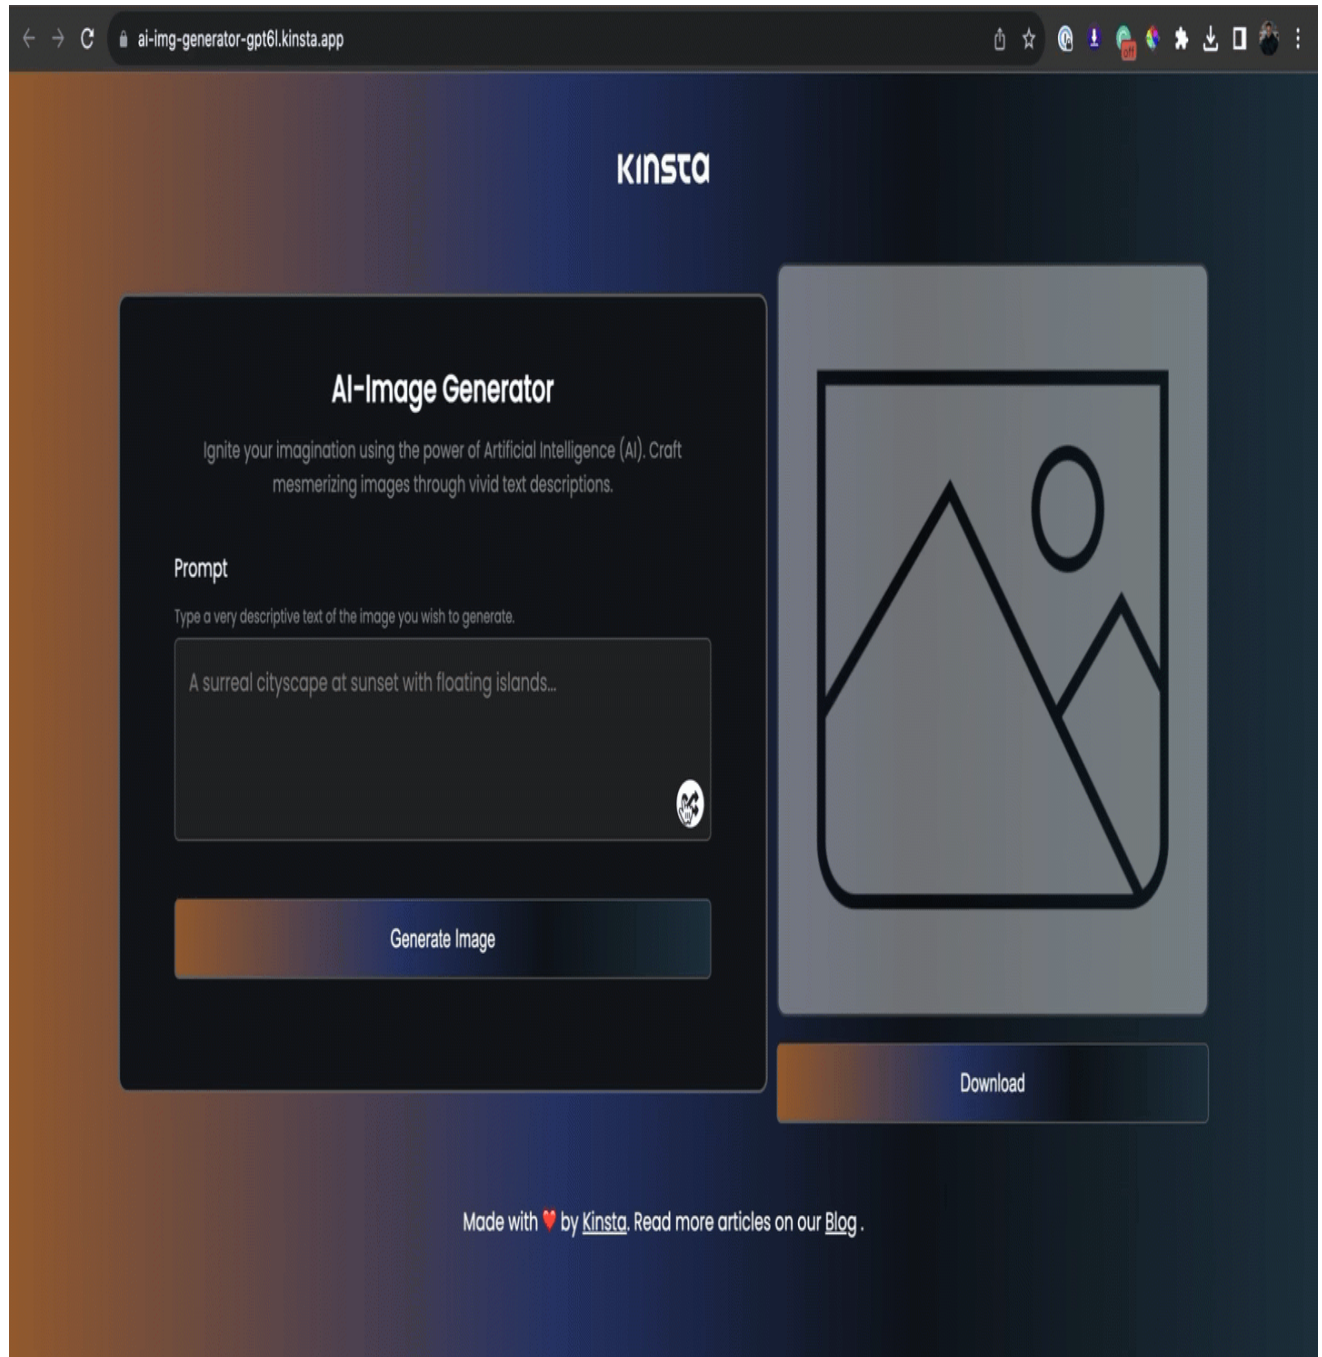 ai-img-generator-gpt6l.kinsta.app
off
KINSTA
AI-Image Generator
Ignite your imagination using the power of Artificial Intelligence (AI). Craft
mesmerizing images through vivid text descriptions.
Prompt
Type a very descriptive text of the image you wish to generate.
A surreal cityscape at sunset with floating islands...
Generate Image
Download
Made with ❤️ by Kinsta. Read more articles on our Blog .